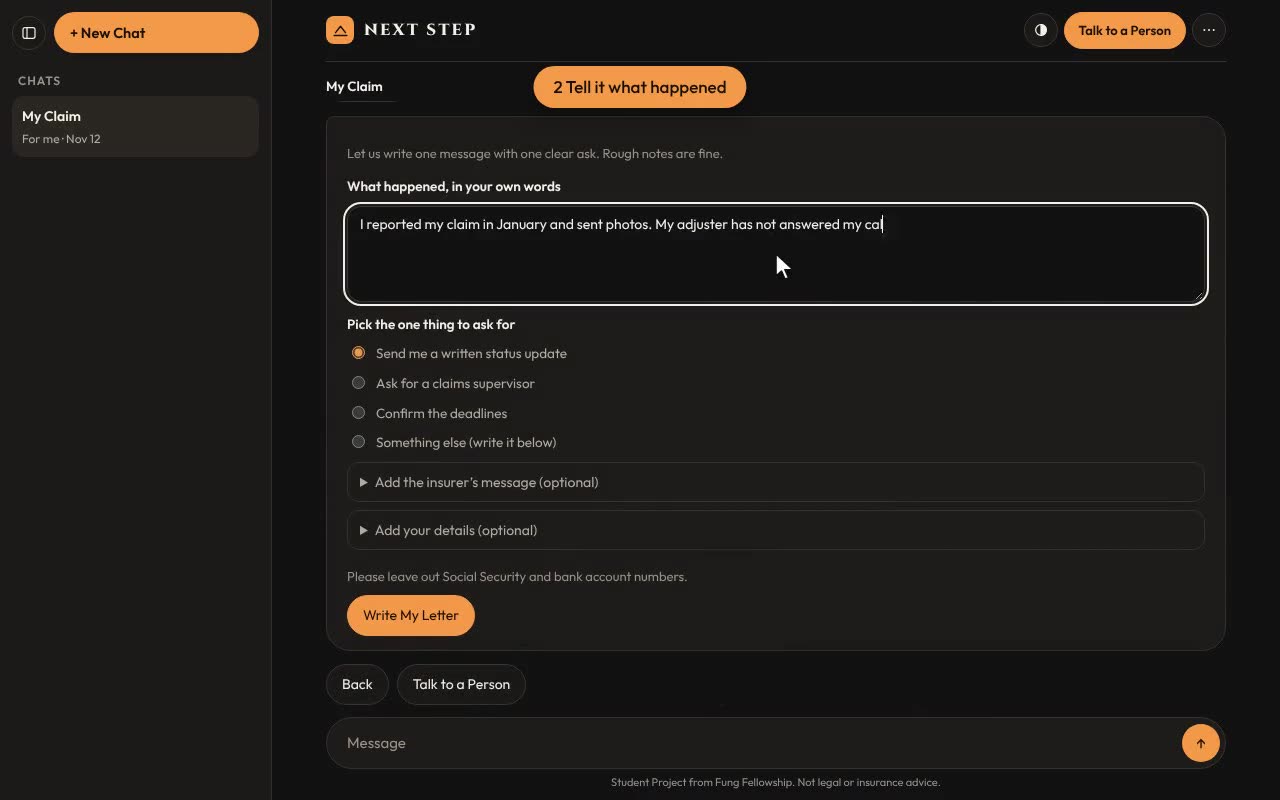 + New Chat
CHATS
My Claim
For me · Nov 12
NEXT STEP
Talk to a Person
My Claim
2 Tell it what happened
Let us write one message with one clear ask. Rough notes are fine.
What happened, in your own words
I reported my claim in January and sent photos. My adjuster has not answered my cal
Pick the one thing to ask for
Send me a written status update
Ask for a claims supervisor
Confirm the deadlines
Something else (write it below)
Add the insurer's message (optional)
Add your details (optional)
Please leave out Social Security and bank account numbers.
Write My Letter
Back
Talk to a Person
Message
Student Project from Fung Fellowship. Not legal or insurance advice.